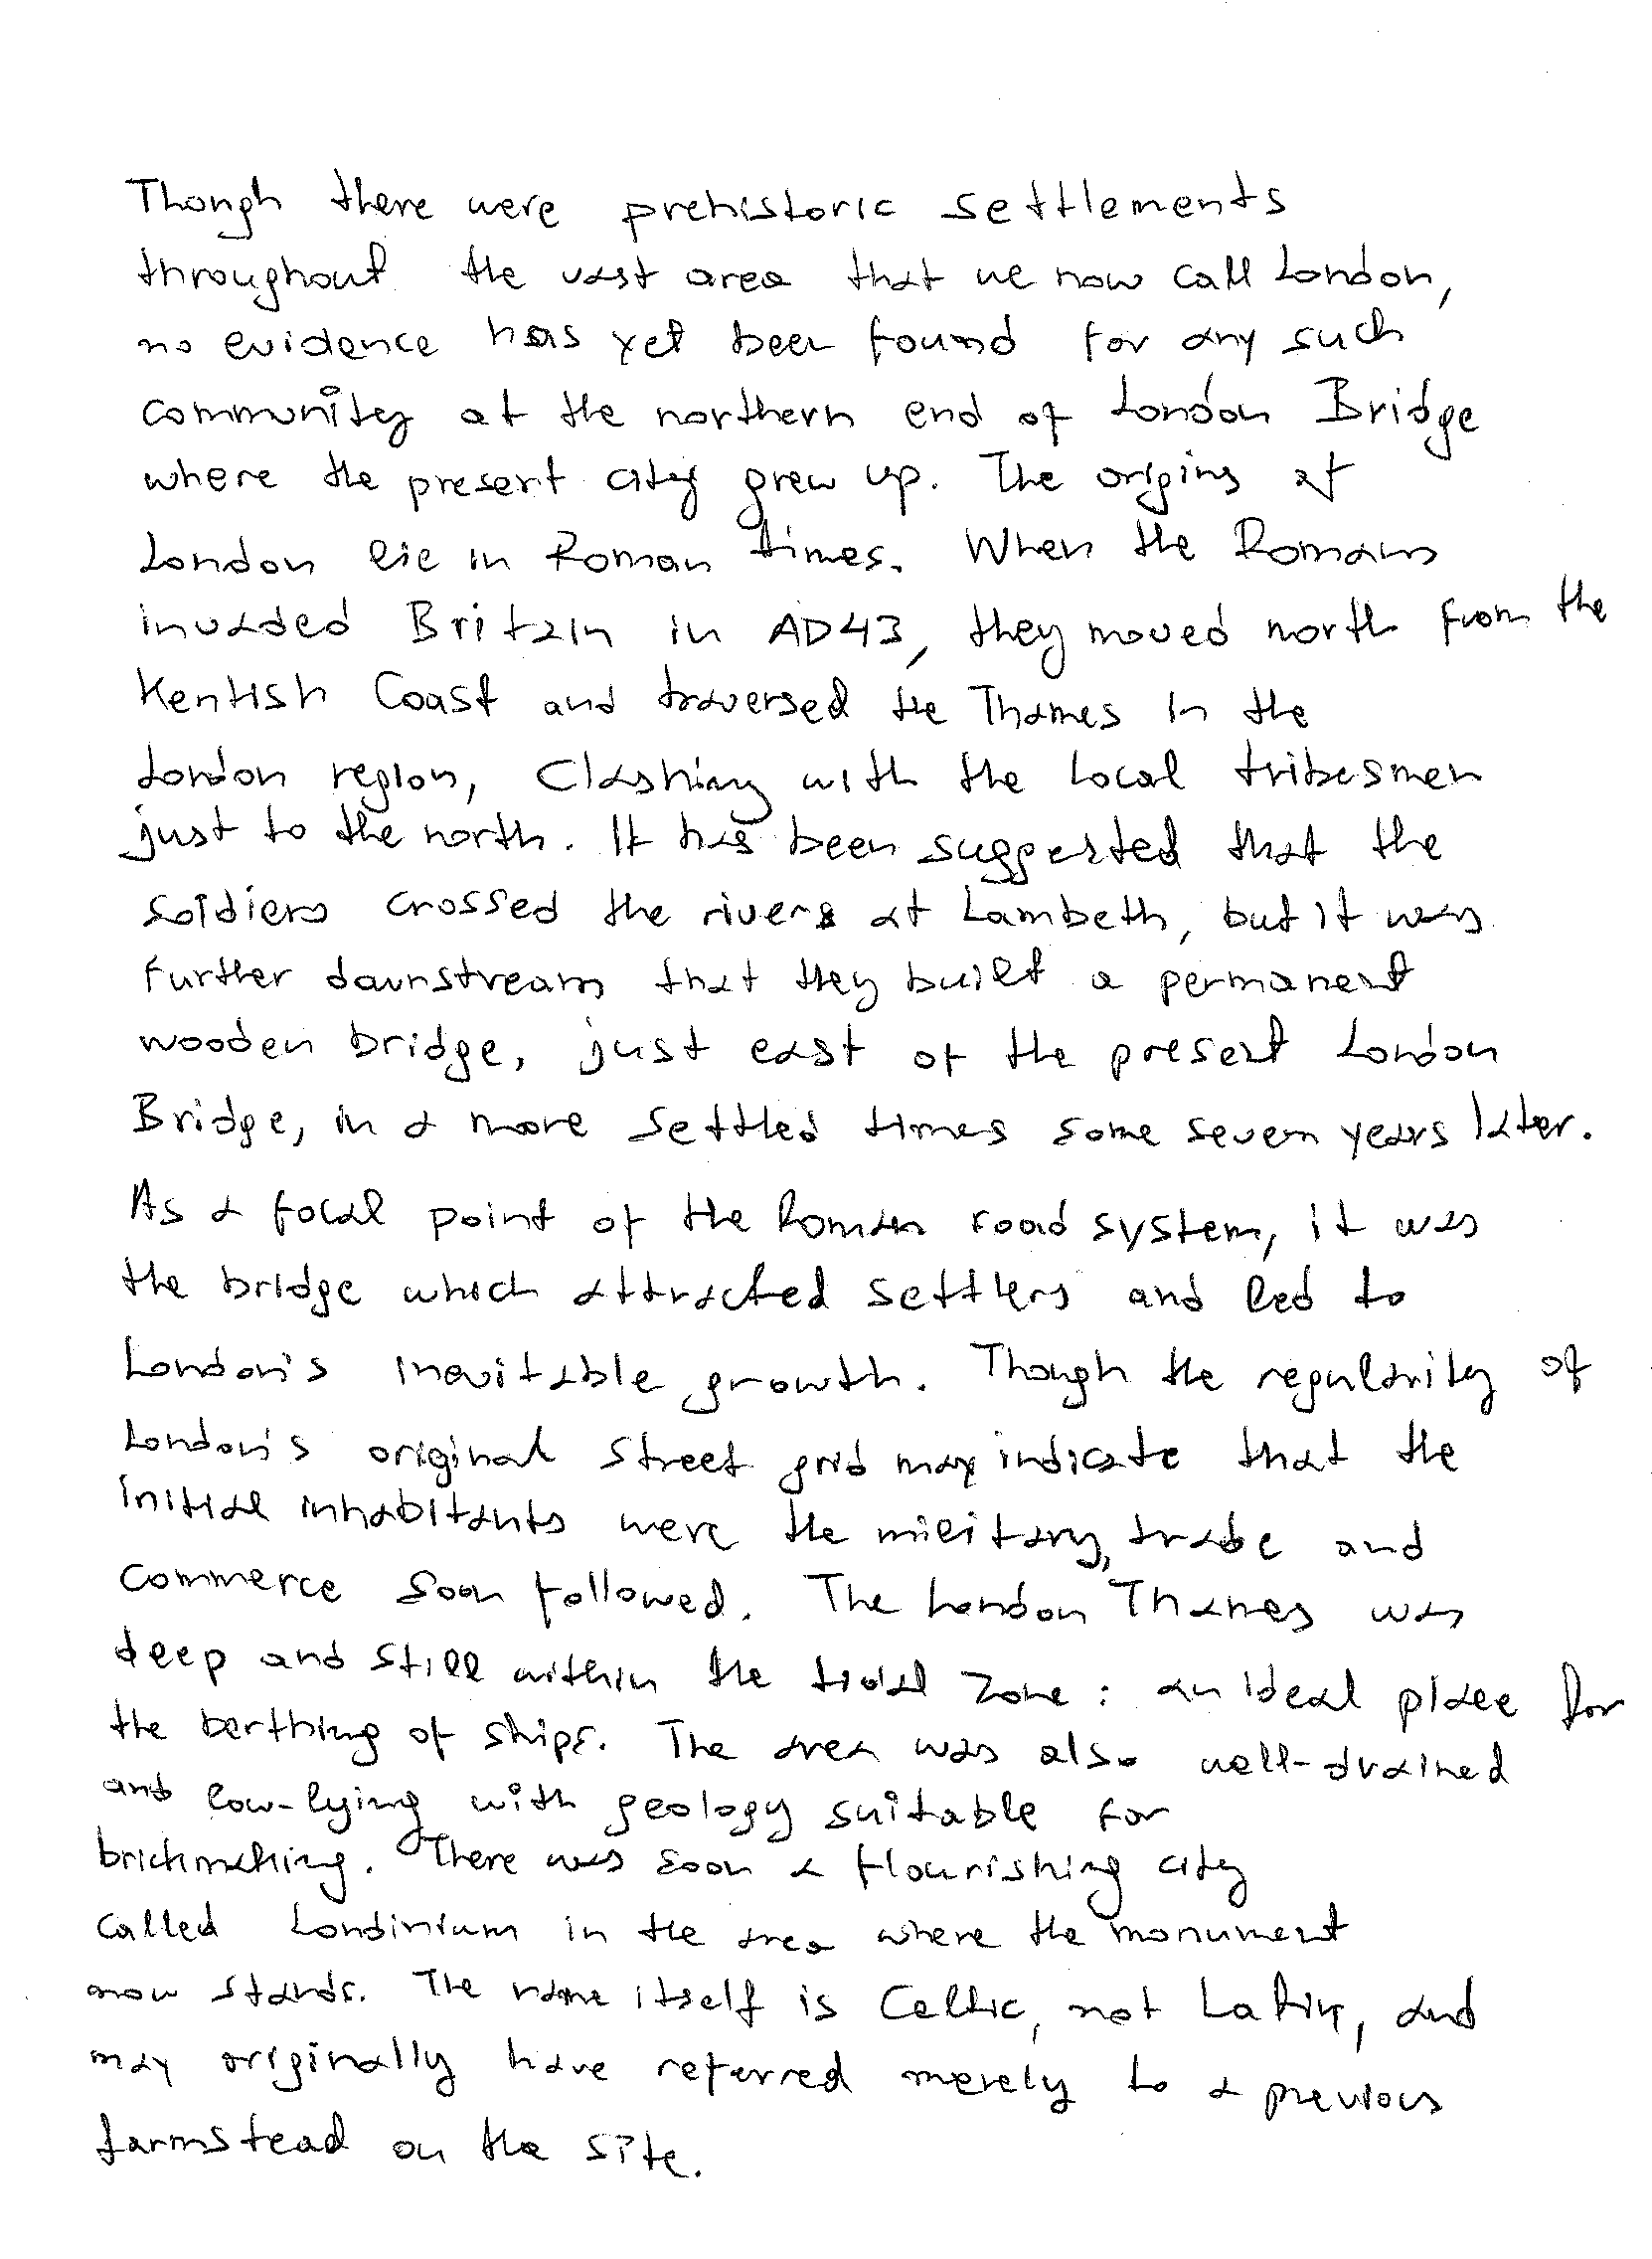 Though there were prehistoric settlements
throughout the vast area that we now call London,
no evidence has yet been found for any such
community at the northern end of London Bridge
where the present city grew up. The origins of
London lie in Roman times. When the Romans
invaded Britain in AD43, they moved north from the
Kentish Coast and traversed the Thames in the
London region, Clashing with the local tribesmen
just to the north. It has been suggested that the
soldiers crossed the rivers at Lambeth, but it was
further downstream that they built a permanent
wooden bridge, just east of the present London
Bridge, in a more settled times some seven years later.
As a focal point of the Roman road system, it was
the bridge which attracted settlers and led to
London's inevitable growth. Though the regularity of
London's original street grid may indicate that the
initial inhabitants were the military, trade and
commerce soon followed. The London Thames was
deep and still within the tidal zone: an ideal place for
the berthing of ships. The area was also well-drained
and low-lying with geology suitable for
brickmaking. There was soon a flourishing city
called Londinium in the area where the monument
now stands. The name itself is Celtic, not Latin, and
may originally have referred merely to a previous
farmstead on the site.